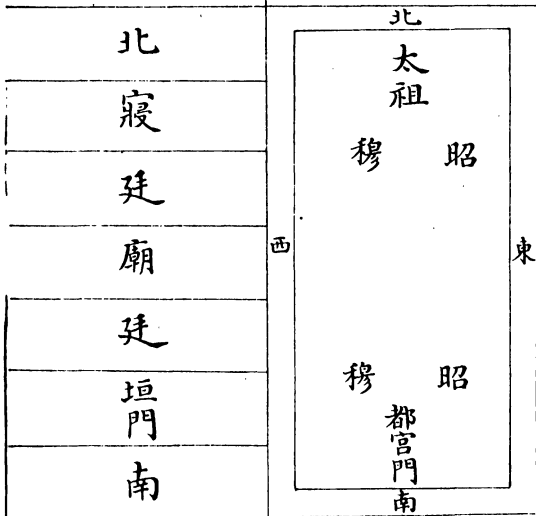 北
太祖
昭 穆
東
西
昭 穆
都宮門
南
北
寢
廷
廟
廷
垣門
南